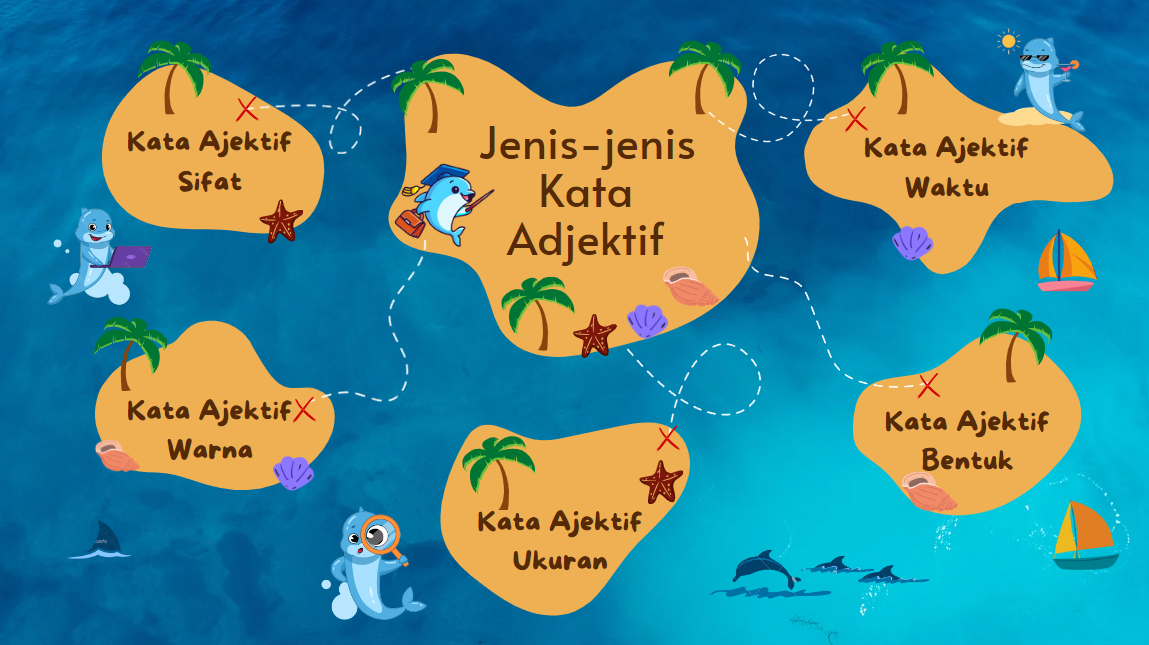 Jenis-jenis
Kata
Adjektif
Kata Ajektif
Sifat
Kata Ajektif
Waktu
Kata Ajektif
Warna
Kata Ajektif
Bentuk
Kata Ajektif
Ukuran